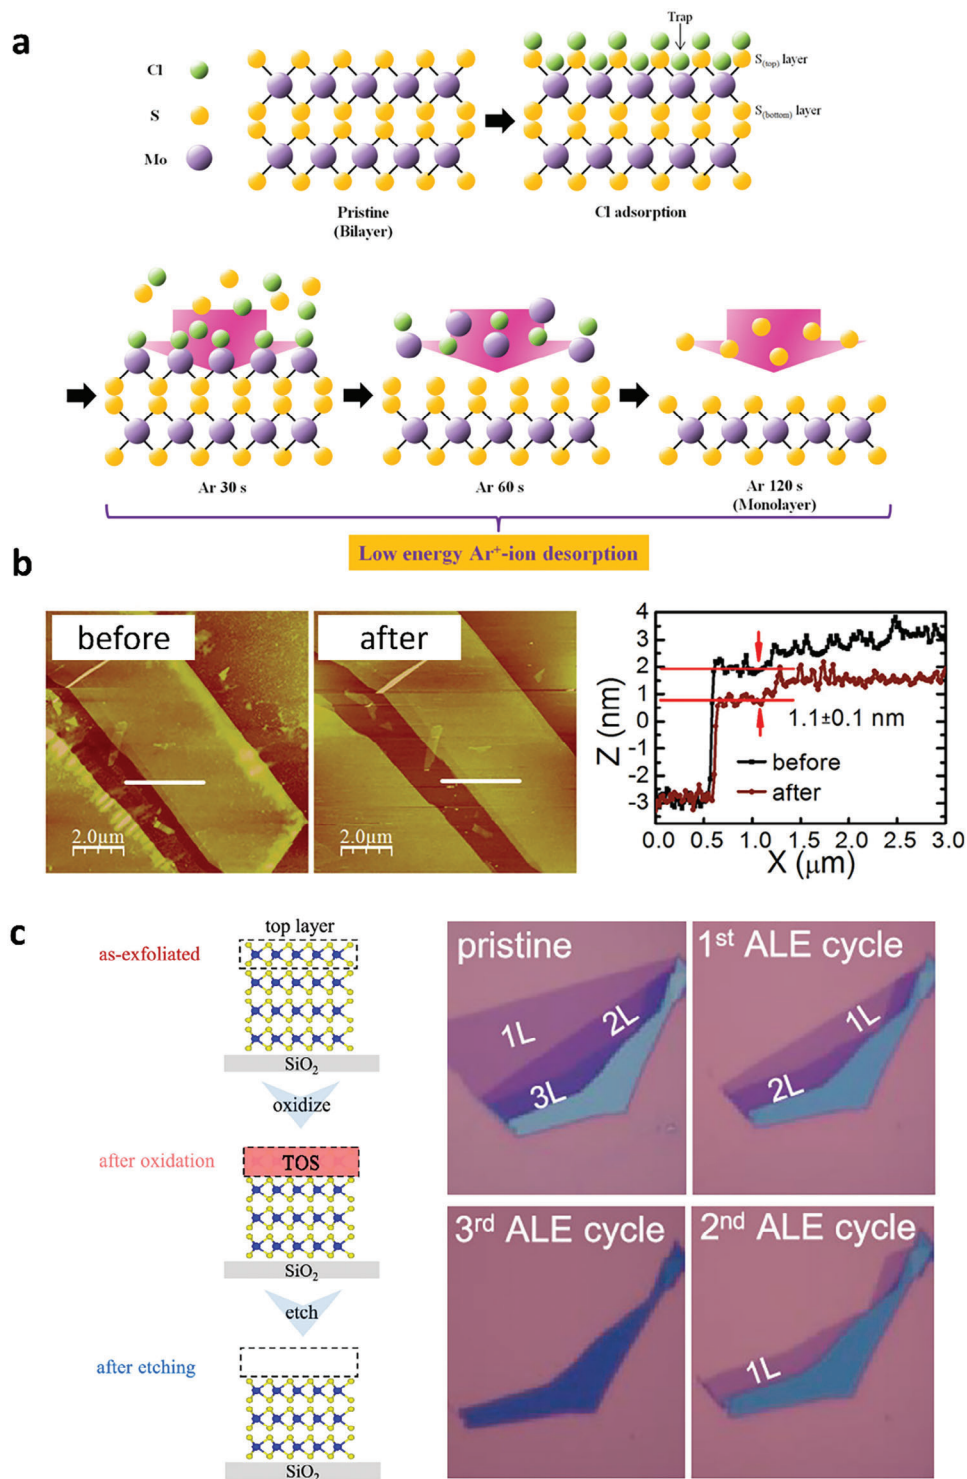 a
Cl
S
Mo
Trap
S(top) layer
S(bottom) layer
Pristine
(Bilayer)
Cl adsorption
Ar 30 s
Ar 60 s
Ar 120 s
(Monolayer)
Low energy Ar⁺-ion desorption
b
before
2.0μm
after
2.0μm
4
3
2
1
0
-1
-2
-3
Z (nm)
1.1±0.1 nm
before
after
0.0 0.5 1.0 1.5 2.0 2.5 3.0
X (μm)
c
as-exfoliated
top layer
SiO₂
oxidize
after oxidation
TOS
SiO₂
etch
after etching
SiO₂
pristine
1L
2L
3L
1st ALE cycle
1L
2L
3rd ALE cycle
2nd ALE cycle
1L